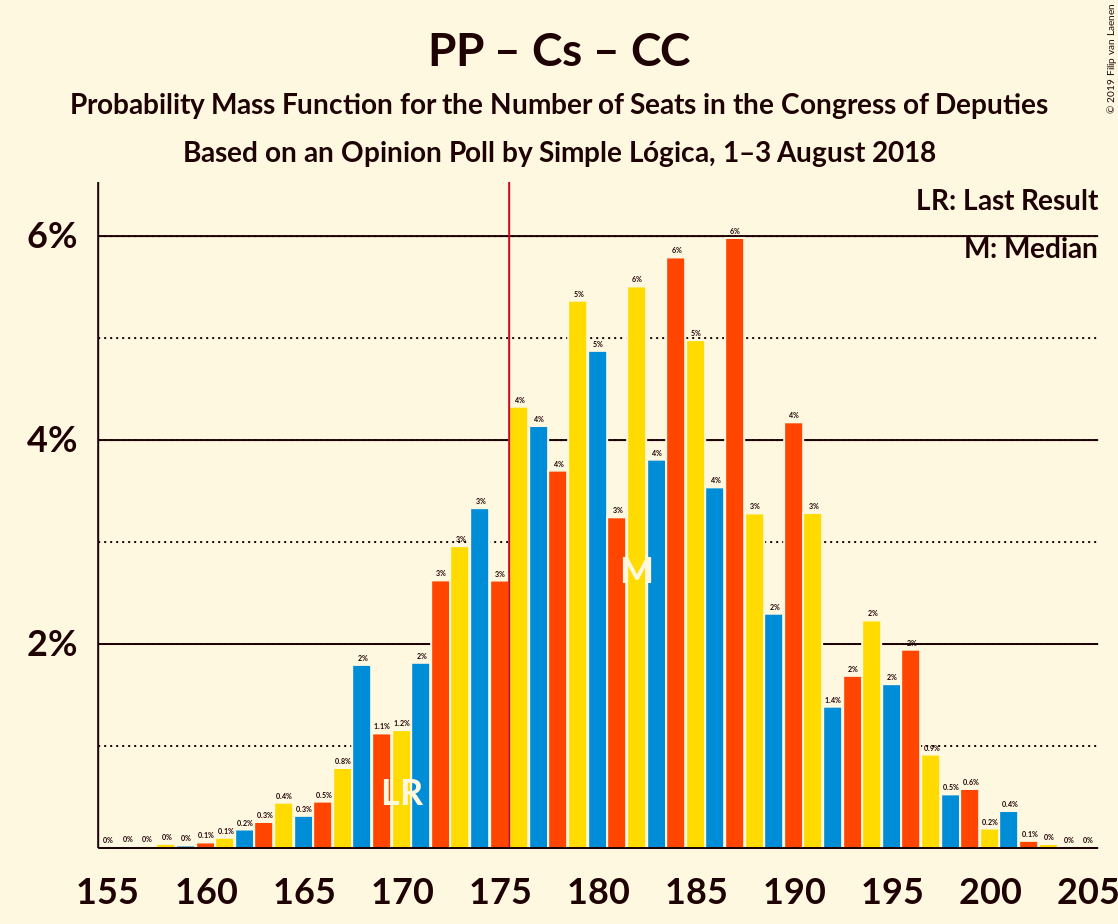 PP – Cs – CC
Probability Mass Function for the Number of Seats in the Congress of Deputies
Based on an Opinion Poll by Simple Lógica, 1–3 August 2018
© 2019 Filip van Laenen
LR: Last Result
M: Median
6%
4%
2%
0% 0% 0% 0% 0% 0.1% 0.1% 0.2% 0.3% 0.4% 0.3% 0.5% 0.8% 2% 1.1% 1.2% 2% 3% 3% 3% 3% 4% 4% 4% 5% 5% 3% 6% 4% 6% 5% 4% 6% 3% 2% 4% 3% 1.4% 2% 2% 2% 2% 0.9% 0.5% 0.6% 0.2% 0.4% 0.1% 0% 0% 0%
M
LR
155 160 165 170 175 180 185 190 195 200 205